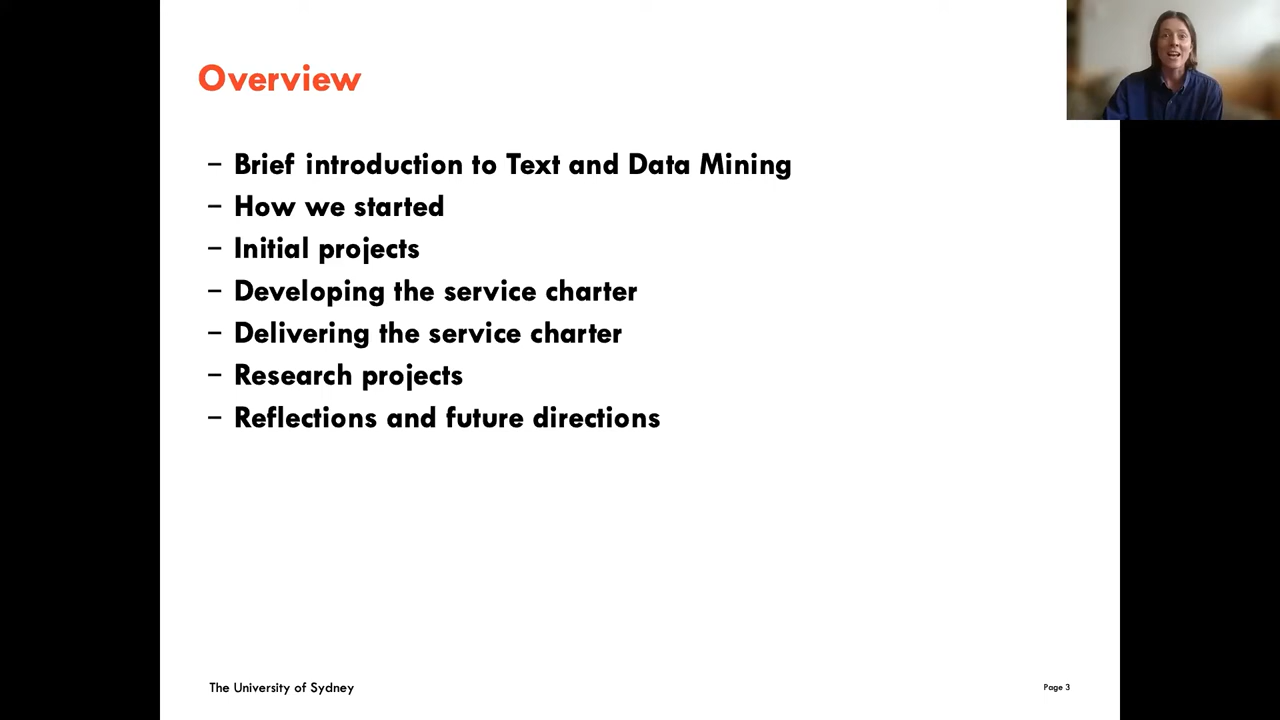 Overview
– Brief introduction to Text and Data Mining
– How we started
– Initial projects
– Developing the service charter
– Delivering the service charter
– Research projects
– Reflections and future directions
The University of Sydney
Page 3